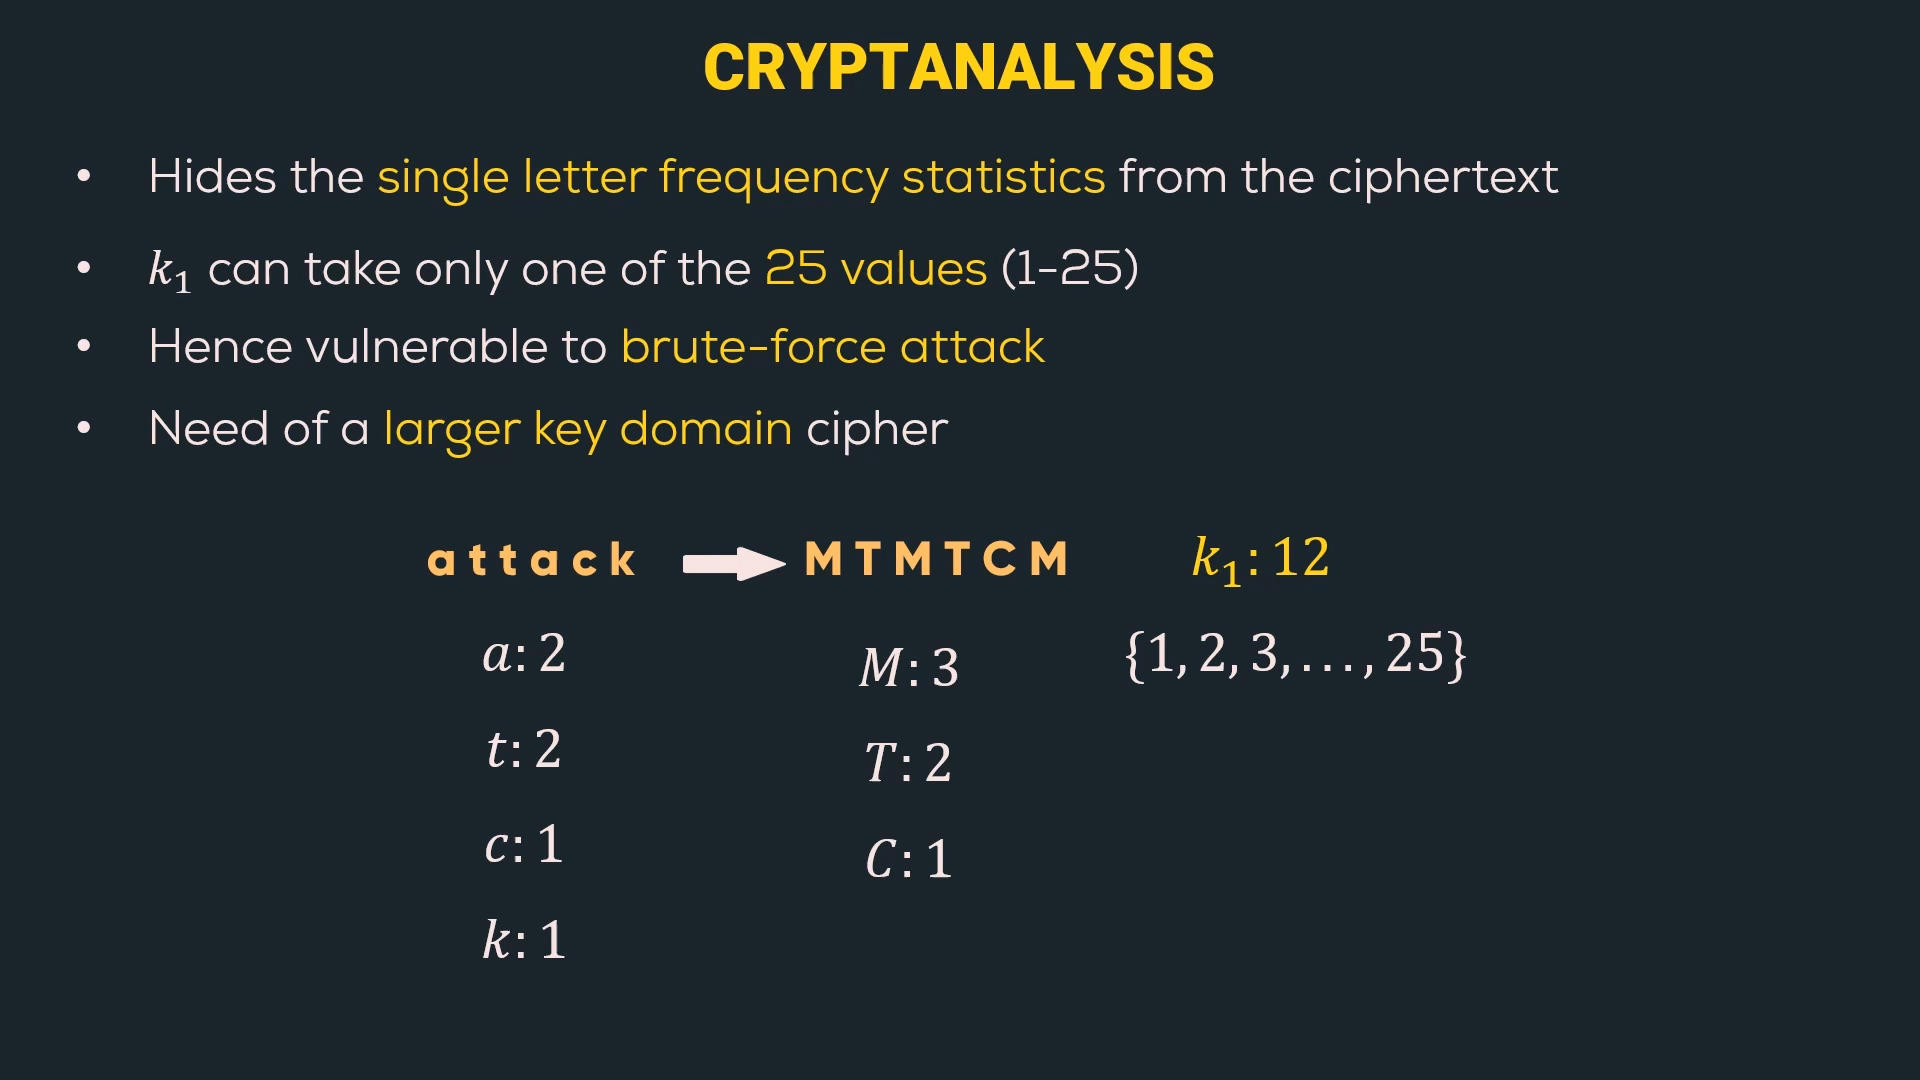 CRYPTANALYSIS
• Hides the single letter frequency statistics from the ciphertext
• k₁ can take only one of the 25 values (1-25)
• Hence vulnerable to brute-force attack
• Need of a larger key domain cipher
attack MTMTCM k₁: 12
a: 2 M: 3 {1, 2, 3, . . . , 25}
t: 2 T: 2
c: 1 C: 1
k: 1